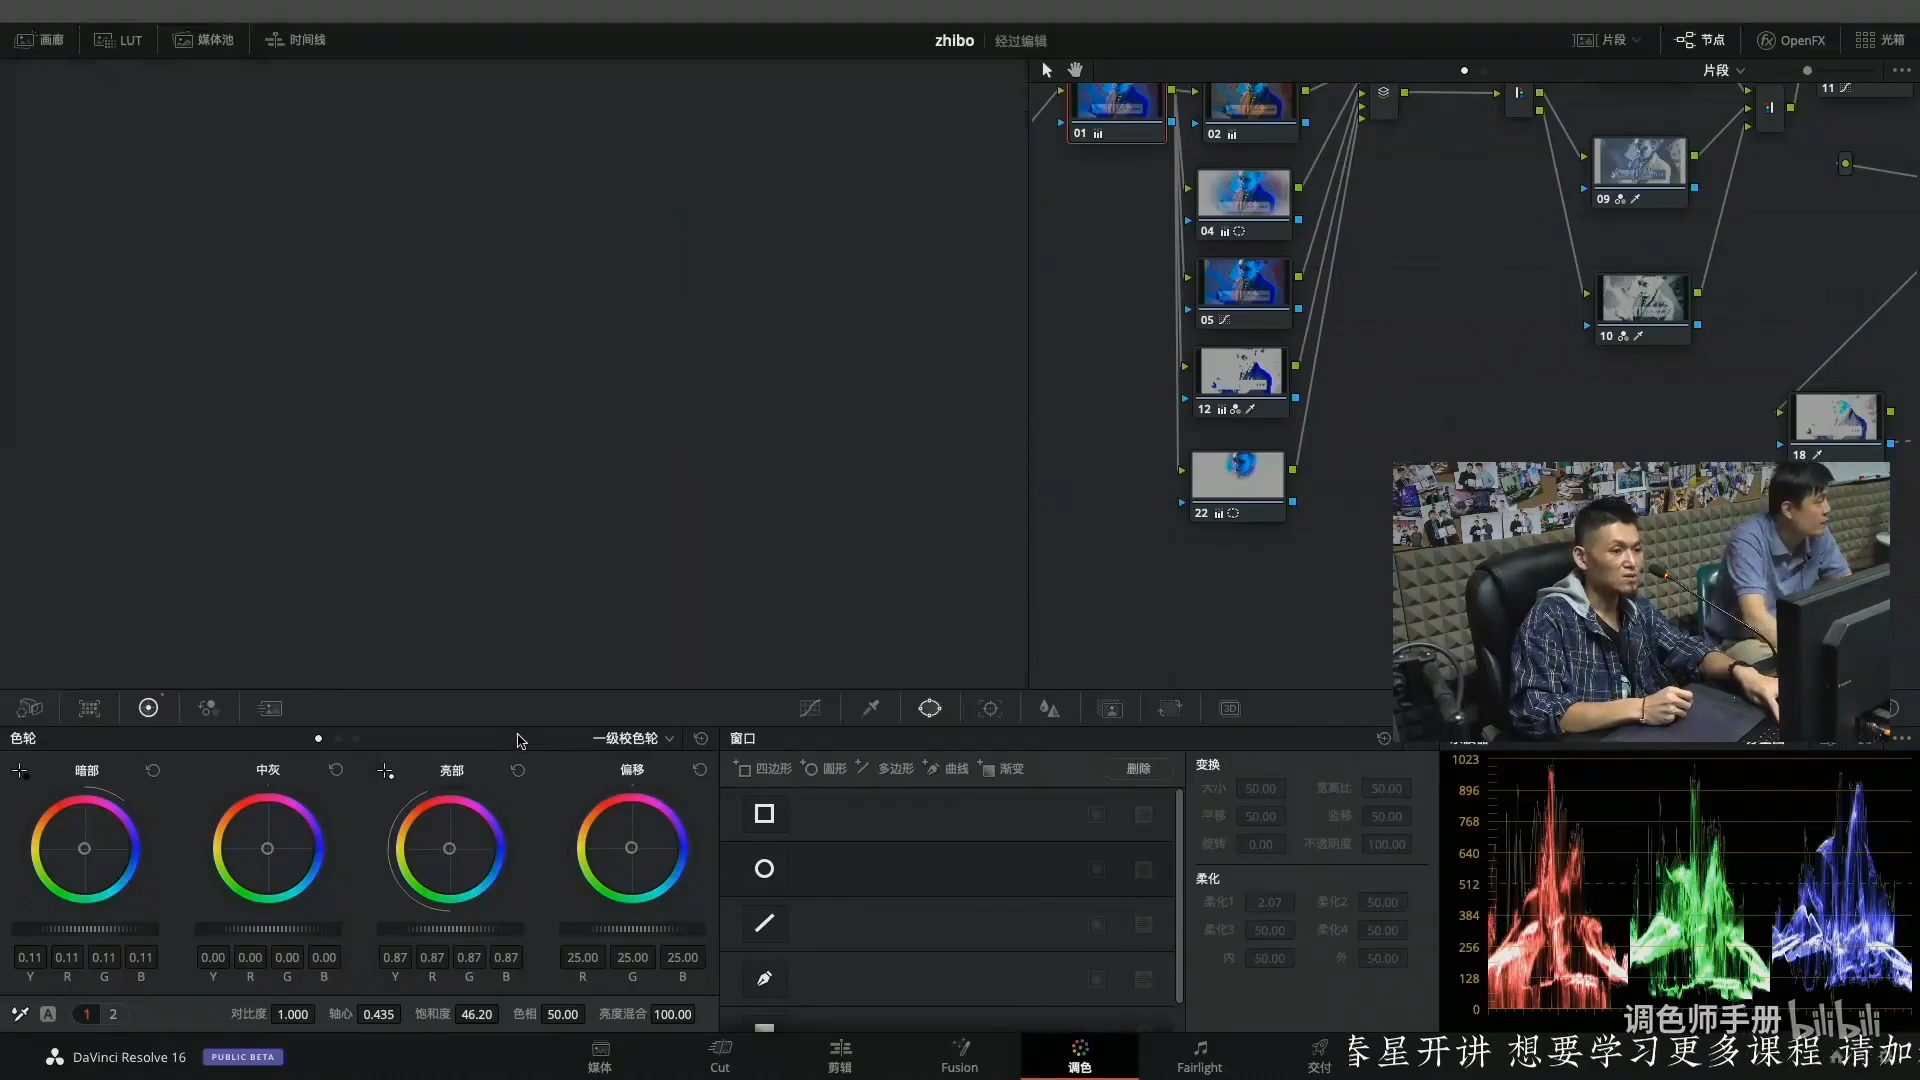 画廊 LUT 媒体池 时间线 zhibo 经过编辑 片段 节点 OpenFX 光箱
片段
01 02 11
04
05
12
22
09
10
18
色轮 一级校色轮 窗口
暗部 中灰 亮部 偏移
0.11 0.11 0.11 0.11 0.00 0.00 0.00 0.00 0.87 0.87 0.87 0.87 25.00 25.00 25.00
Y R G B Y R G B Y R G B R G B
A 1 2 对比度 1.000 轴心 0.435 饱和度 46.20 色相 50.00 亮度混合 100.00
四边形 圆形 多边形 曲线 渐变 删除
变换
大小 50.00 宽高比 50.00
平移 50.00 竖移 50.00
旋转 0.00 不透明度 100.00
柔化
柔化1 2.07 柔化2 50.00
柔化3 50.00 柔化4 50.00
内 50.00 外 50.00
3D
1023
896
768
640
512
384
256
128
0
调色师手册 bilibili
DaVinci Resolve 16 PUBLIC BETA 媒体 Cut 剪辑 Fusion 调色 Fairlight 交付
星开讲 想要学习更多课程 请加